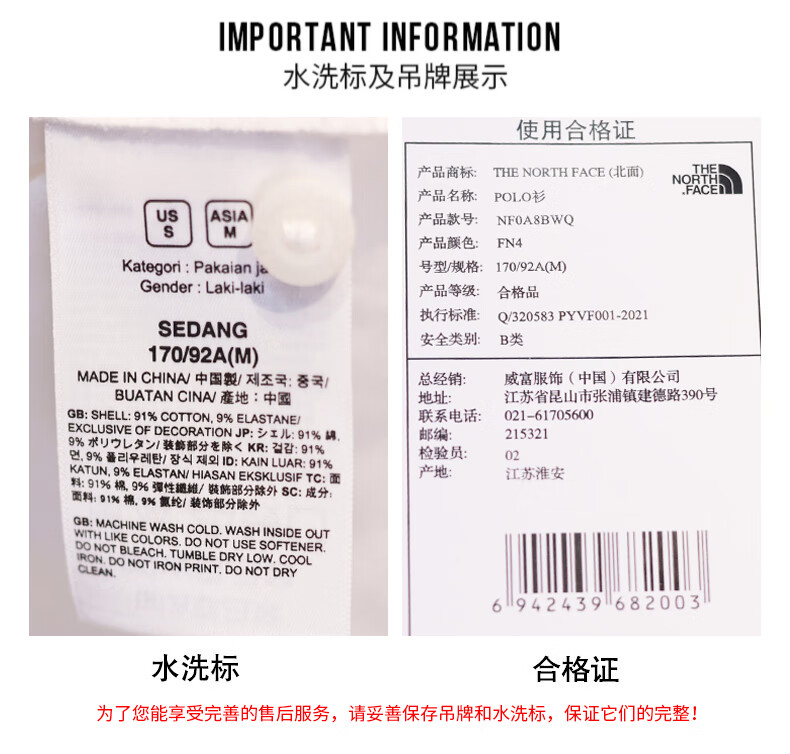 IMPORTANT INFORMATION
水洗标及吊牌展示
US
S
ASIA
M
Kategori : Pakaian ja
Gender : Laki-laki
SEDANG
170/92A(M)
MADE IN CHINA/ 中国製/ 제조국: 중국/
BUATAN CINA/ 產地：中國
GB: SHELL: 91% COTTON, 9% ELASTANE/
EXCLUSIVE OF DECORATION JP: シェル: 91% 綿,
9% ポリウレタン/ 装飾部分を除く KR: 겉감: 91%
면, 9% 폴리우레탄/ 장식 제외 ID: KAIN LUAR: 91%
KATUN, 9% ELASTAN/ HIASAN EKSKLUSIF TC: 面
料: 91% 棉, 9% 彈性纖維/ 裝飾部分除外 SC: 成分:
面料: 91% 棉, 9% 氨纶/ 装饰部分除外
GB: MACHINE WASH COLD. WASH INSIDE OUT
WITH LIKE COLORS. DO NOT USE SOFTENER.
DO NOT BLEACH. TUMBLE DRY LOW. COOL
IRON. DO NOT IRON PRINT. DO NOT DRY
CLEAN.
使用合格证
产品商标: THE NORTH FACE (北面)
THE
NORTH
FACE
产品名称: POLO衫
产品款号: NF0A8BWQ
产品颜色: FN4
号型/规格: 170/92A(M)
产品等级: 合格品
执行标准: Q/320583 PYVF001-2021
安全类别: B类
总经销: 威富服饰（中国）有限公司
地址: 江苏省昆山市张浦镇建德路390号
联系电话: 021-61705600
邮编: 215321
检验员: 02
产地: 江苏淮安
6 942439 682003
水洗标
合格证
为了您能享受完善的售后服务，请妥善保存吊牌和水洗标，保证它们的完整！